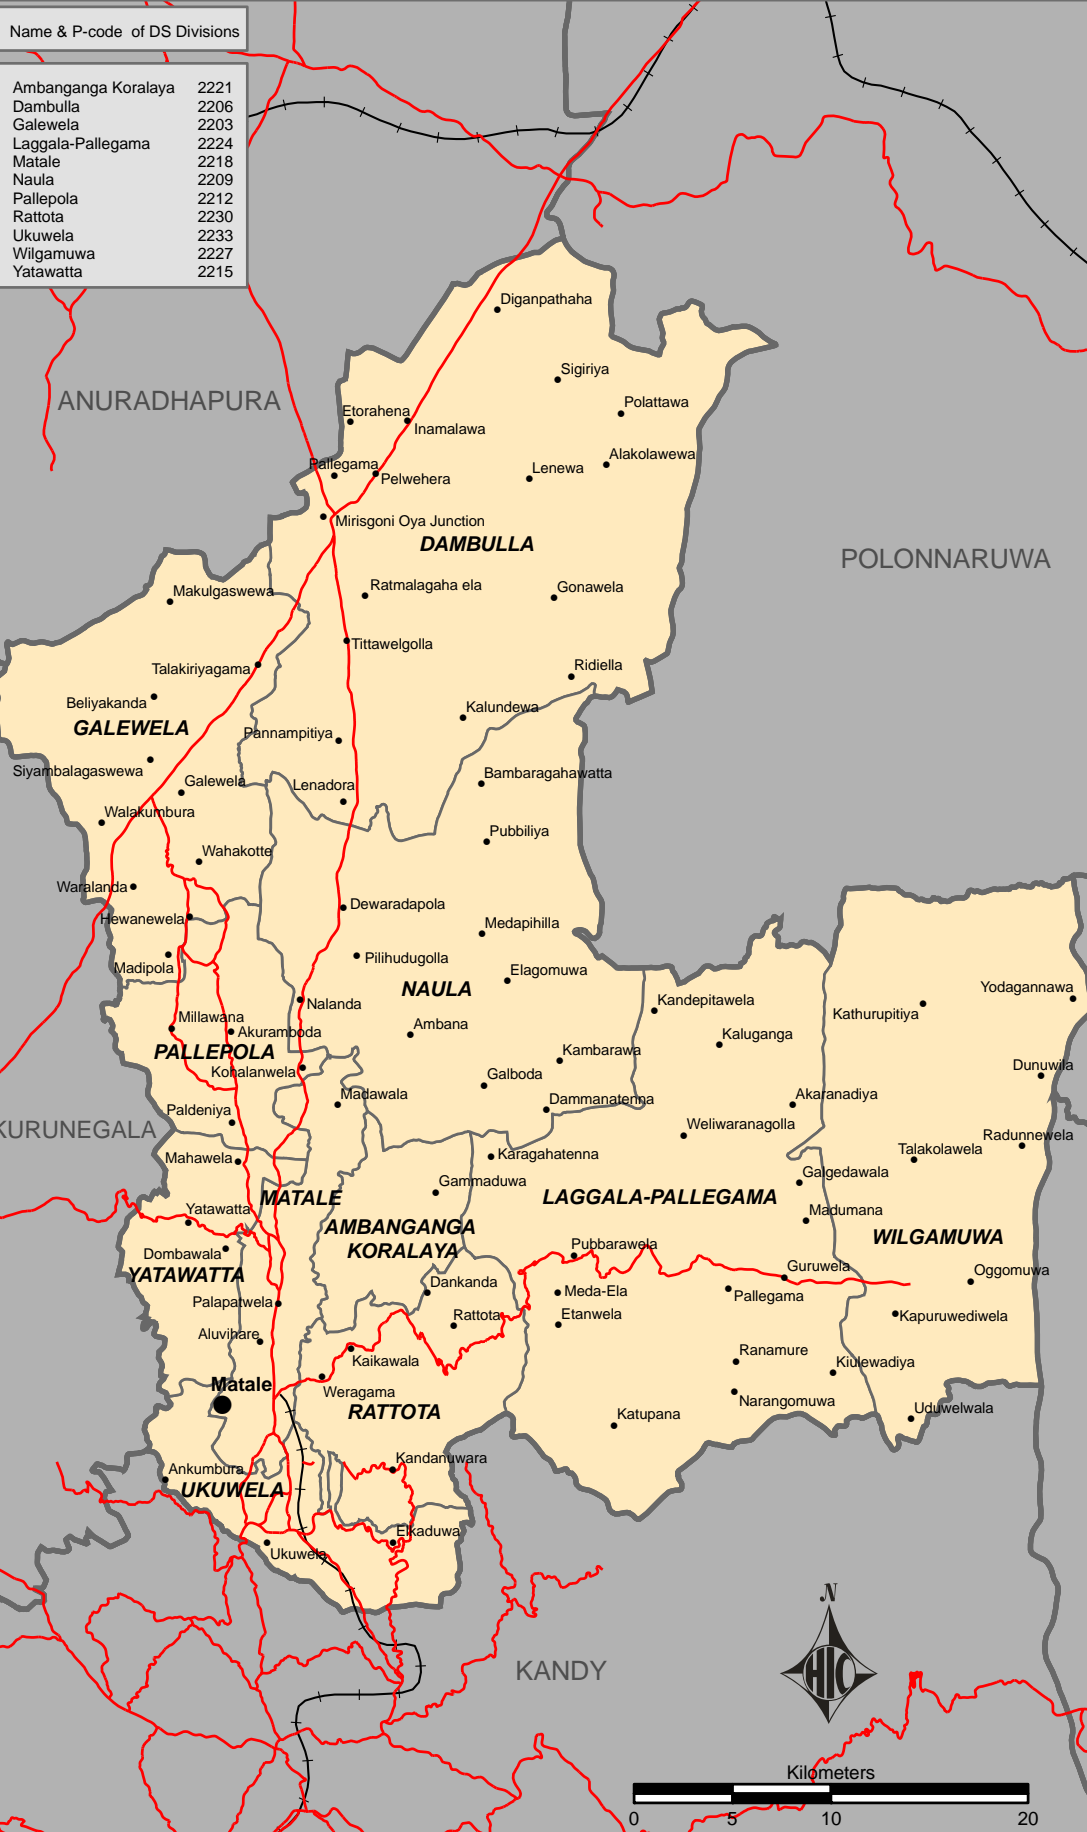 Name & P-code of DS Divisions
Ambanganga Koralaya 2221
Dambulla 2206
Galewela 2203
Laggala-Pallegama 2224
Matale 2218
Naula 2209
Pallepola 2212
Rattota 2230
Ukuwela 2233
Wilgamuwa 2227
Yatawatta 2215
Diganpathaha
Sigiriya
ANURADHAPURA
Polattawa
Etorahena
Inamalawa
Alakolawewa
Pallegama
Lenewa
Pelwehera
Mirisgoni Oya Junction
DAMBULLA
POLONNARUWA
Ratmalagaha ela
Gonawela
Makulgaswewa
Tittawelgolla
Ridiella
Talakiriyagama
Beliyakanda
Kalundewa
GALEWELA
Pannampitiya
Siyambalagaswewa
Bambaragahawatta
Galewela
Lenadora
Walakumbura
Pubbiliya
Wahakotte
Waralanda
Dewaradapola
Hewanewela
Medapihilla
Pilihudugolla
Madipola
Elagomuwa
NAULA
Yodagannawa
Nalanda
Kandepitawela
Kathurupitiya
Millawana
Akuramboda
Ambana
Kaluganga
PALLEPOLA
Kambarawa
Kohalanwela
Dunuwila
Galboda
Madawala
Akaranadiya
Dammanatenna
Paldeniya
KURUNEGALA
Weliwaranagolla
Radunnewela
Talakolawela
Mahawela
Karagahatenna
Galgedawala
Gammaduwa
MATALE
LAGGALA-PALLEGAMA
Yatawatta
Madumana
AMBANGANGA
KORALAYA
WILGAMUWA
Dombawala
Pubbarawela
YATAWATTA
Guruwela
Oggomuwa
Dankanda
Meda-Ela
Pallegama
Palapatwela
Rattota
Etanwela
Kapuruwediwela
Aluvihare
Kaikawala
Ranamure
Kiulewadiya
Matale
Weragama
Narangomuwa
RATTOTA
Katupana
Uduwelwala
Kandanuwara
Ankumbura
UKUWELA
Elkaduwa
Ukuwela
N
HIC
KANDY
Kilometers
0 5 10 20